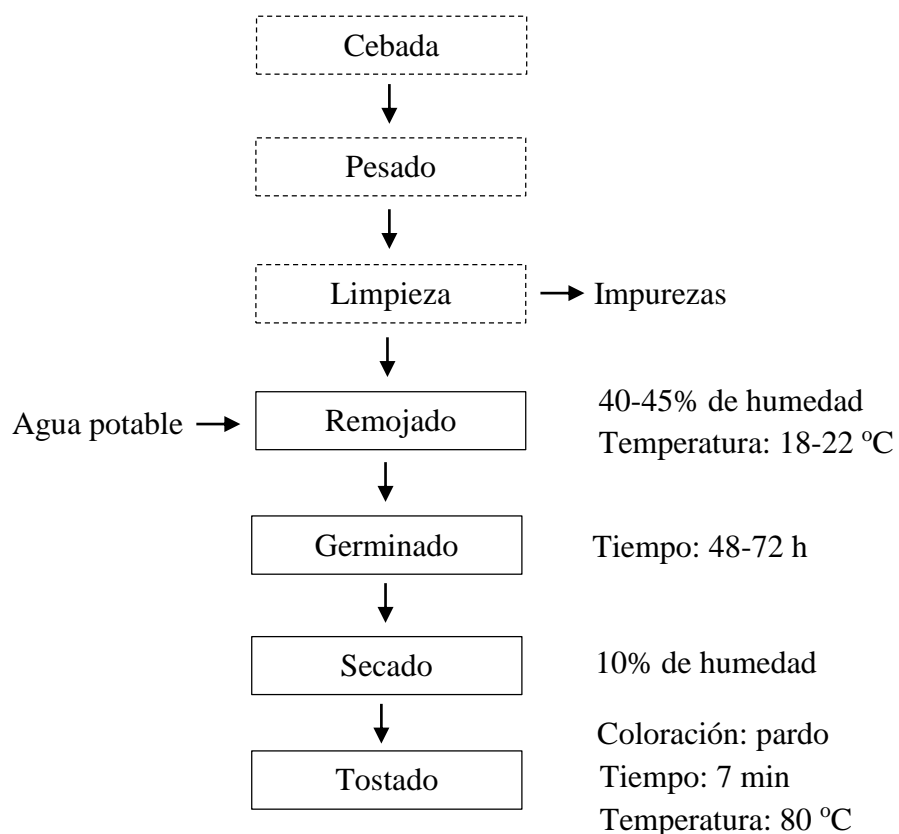 Cebada
Pesado
Limpieza
Impurezas
Agua potable
Remojado
40-45% de humedad
Temperatura: 18-22 ºC
Germinado
Tiempo: 48-72 h
Secado
10% de humedad
Tostado
Coloración: pardo
Tiempo: 7 min
Temperatura: 80 ºC